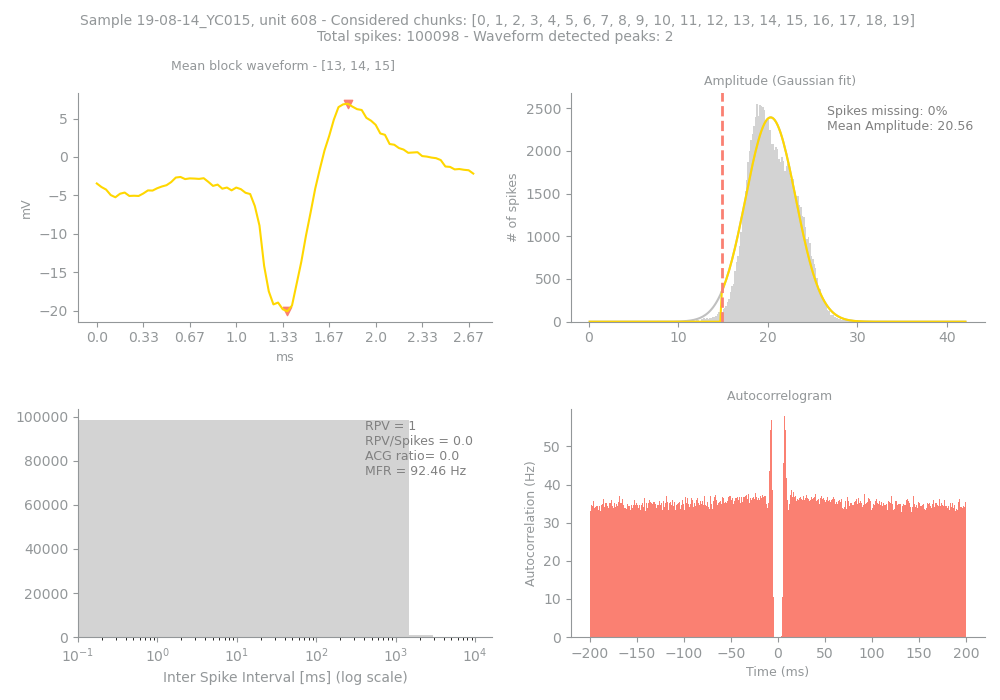 Sample 19-08-14_YC015, unit 608 - Considered chunks: [0, 1, 2, 3, 4, 5, 6, 7, 8, 9, 10, 11, 12, 13, 14, 15, 16, 17, 18, 19]
Total spikes: 100098 - Waveform detected peaks: 2
Mean block waveform - [13, 14, 15]
5
0
−5
−10
−15
−20
mV
0.0 0.33 0.67 1.0 1.33 1.67 2.0 2.33 2.67
ms
Amplitude (Gaussian fit)
Spikes missing: 0%
Mean Amplitude: 20.56
2500
2000
1500
1000
500
0
# of spikes
0 10 20 30 40
100000
80000
60000
40000
20000
0
RPV = 1
RPV/Spikes = 0.0
ACG ratio= 0.0
MFR = 92.46 Hz
10⁻¹ 10⁰ 10¹ 10² 10³ 10⁴
Inter Spike Interval [ms] (log scale)
Autocorrelogram
50
40
30
20
10
0
Autocorrelation (Hz)
−200 −150 −100 −50 0 50 100 150 200
Time (ms)